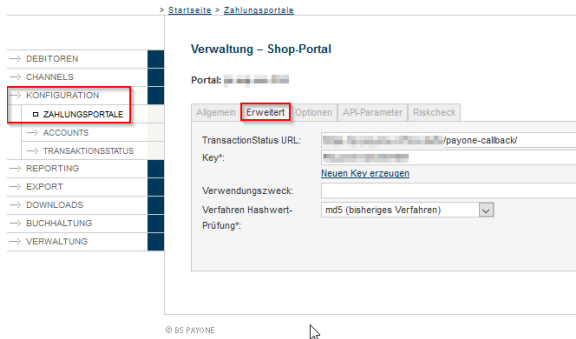 > Startseite > Zahlungsportale
DEBITOREN
CHANNELS
KONFIGURATION
ZAHLUNGSPORTALE
ACCOUNTS
TRANSAKTIONSSTATUS
REPORTING
EXPORT
DOWNLOADS
BUCHHALTUNG
VERWALTUNG
Verwaltung – Shop-Portal
Portal:
Allgemein Erweitert Optionen API-Parameter Riskcheck
TransactionStatus URL: /payone-callback/
Key*:
Neuen Key erzeugen
Verwendungszweck:
Verfahren Hashwert-
Prüfung*:
md5 (bisheriges Verfahren)
© BS PAYONE